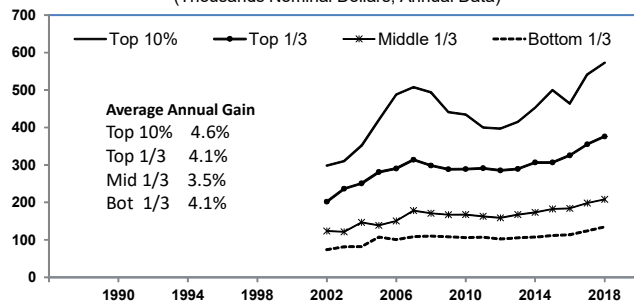 (Thousands Nominal Dollars, Annual Data)
700
Top 10% Top 1/3 Middle 1/3 Bottom 1/3
600
500
Average Annual Gain
Top 10% 4.6%
400
Top 1/3 4.1%
Mid 1/3 3.5%
300
Bot 1/3 4.1%
200
100
0
1990 1994 1998 2002 2006 2010 2014 2018